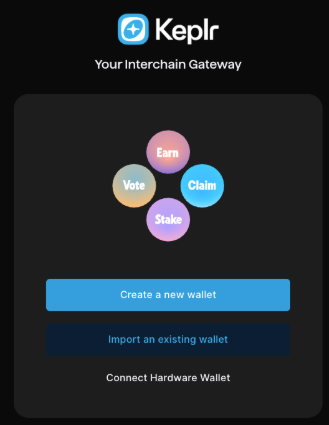 Keplr
Your Interchain Gateway
Earn
Vote
Claim
Stake
Create a new wallet
Import an existing wallet
Connect Hardware Wallet